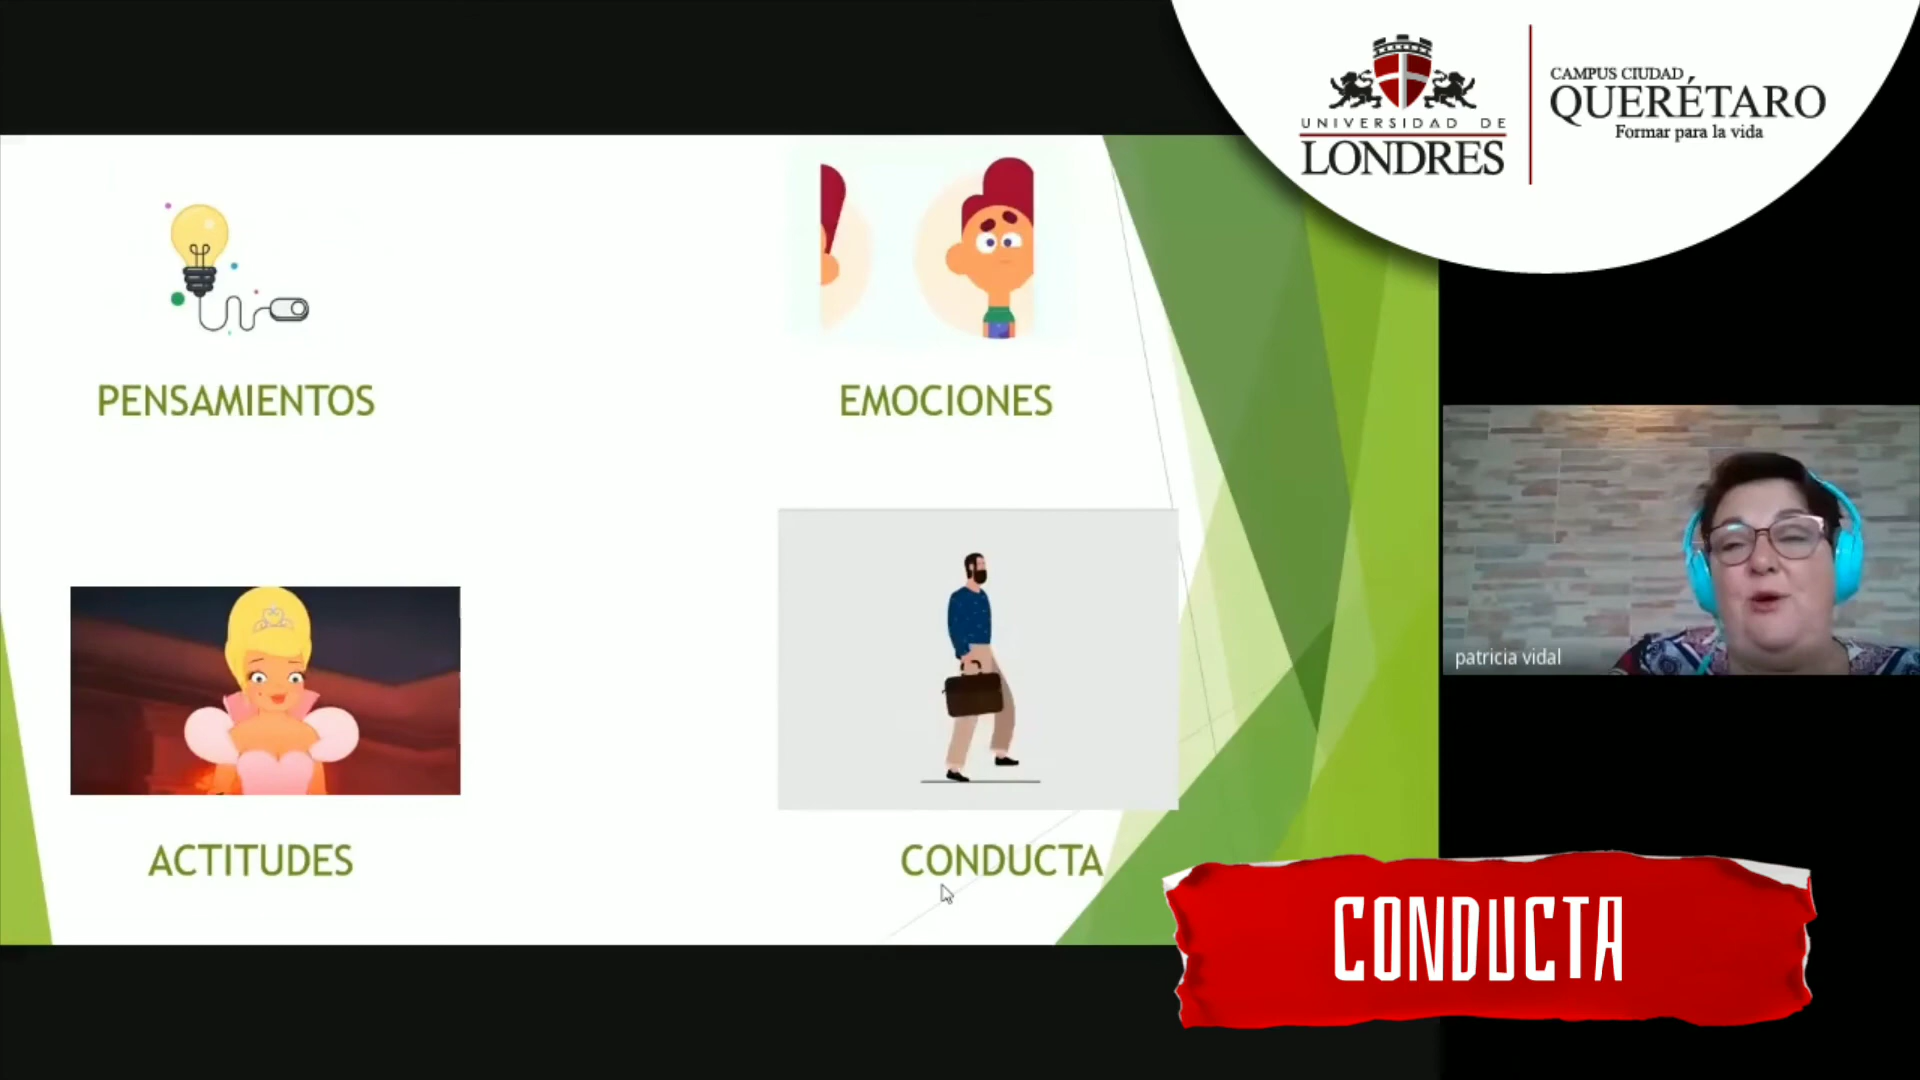 UNIVERSIDAD DE
LONDRES
CAMPUS CIUDAD
QUERÉTARO
Formar para la vida
PENSAMIENTOS
EMOCIONES
ACTITUDES
CONDUCTA
patricia vidal
CONDUCTA